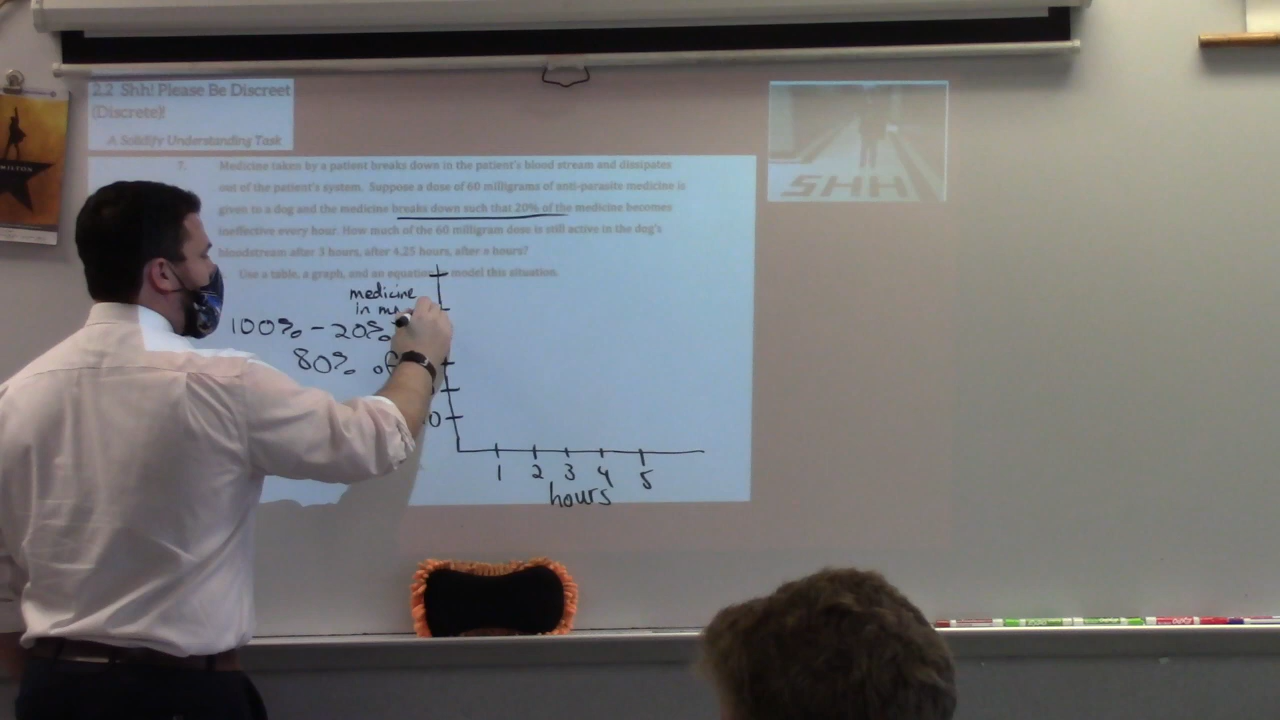 2.2 Shh! Please Be Discreet
(Discrete)!
A Solidify Understanding Task
7. Medicine taken by a patient breaks down in the patient's blood stream and dissipates
out of the patient's system. Suppose a dose of 60 milligrams of anti-parasite medicine is
given to a dog and the medicine breaks down such that 20% of the medicine becomes
ineffective every hour. How much of the 60 milligram dose is still active in the dog's
bloodstream after 3 hours, after 4.25 hours, after n hours?
Use a table, a graph, and an equation model this situation.
medicine
in
100% - 20%
80% of
0
1 2 3 4 5
hours
SHH
MILTON